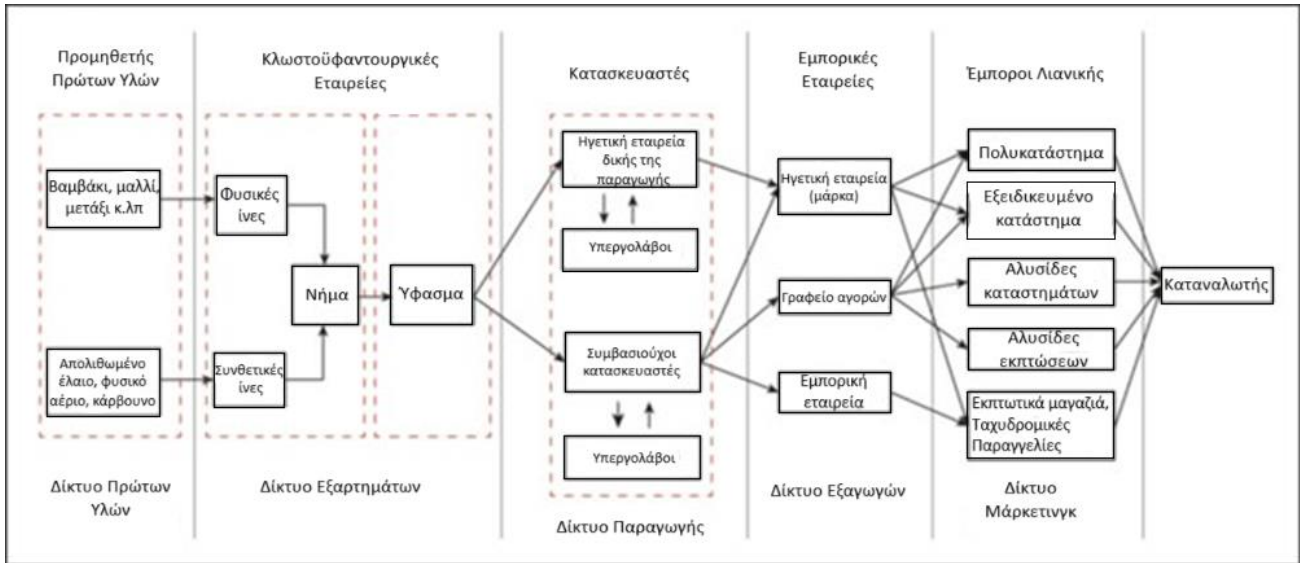 Προμηθετής
Πρώτων Υλών
Κλωστοϋφαντουργικές
Εταιρείες
Κατασκευαστές
Εμπορικές
Εταιρείες
Έμποροι Λιανικής
Βαμβάκι, μαλλί,
μετάξι κ.λπ
Απολιθωμένο
έλαιο, φυσικό
αέριο, κάρβουνο
Φυσικές
ίνες
Συνθετικές
ίνες
Νήμα
Ύφασμα
Ηγετική εταιρεία
δικής της
παραγωγής
Υπεργολάβοι
Συμβασιούχοι
κατασκευαστές
Υπεργολάβοι
Ηγετική εταιρεία
(μάρκα)
Γραφείο αγορών
Εμπορική
εταιρεία
Πολυκατάστημα
Εξειδικευμένο
κατάστημα
Αλυσίδες
καταστημάτων
Αλυσίδες
εκπτώσεων
Εκπτωτικά μαγαζιά,
Ταχυδρομικές
Παραγγελίες
Καταναλωτής
Δίκτυο Πρώτων
Υλών
Δίκτυο Εξαρτημάτων
Δίκτυο Παραγωγής
Δίκτυο Εξαγωγών
Δίκτυο
Μάρκετινγκ